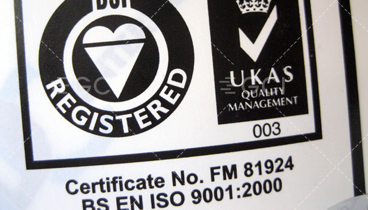 REGISTERED
UKAS
QUALITY
MANAGEMENT
003
Certificate No. FM 81924
BS EN ISO 9001:2000